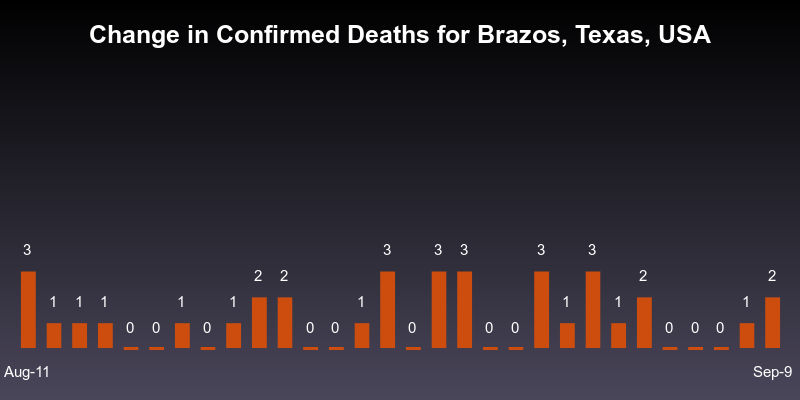 Change in Confirmed Deaths for Brazos, Texas, USA
3 1 1 1 0 0 1 0 1 2 2 0 0 1 3 0 3 3 0 0 3 1 3 1 2 0 0 0 1 2
Aug-11 Sep-9